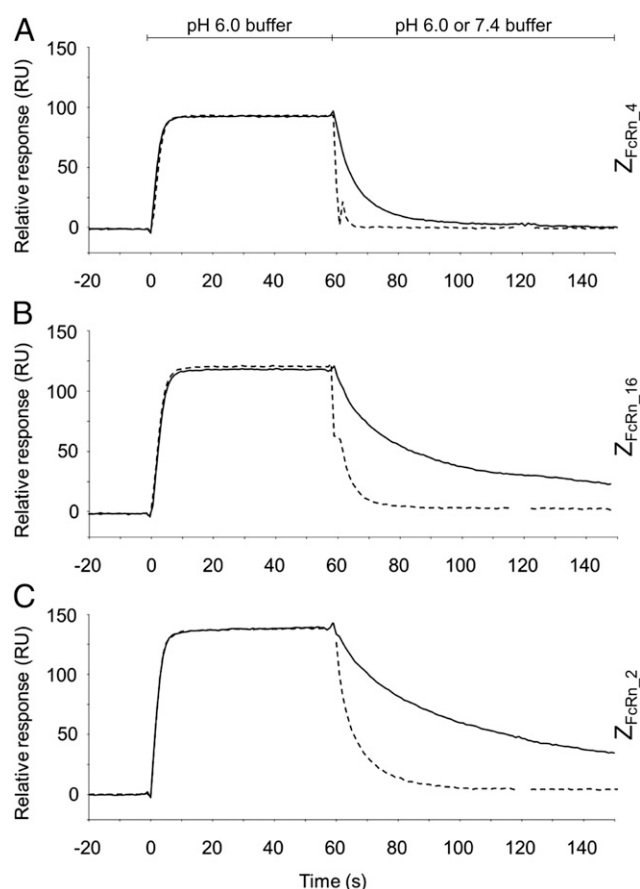 A
pH 6.0 buffer
pH 6.0 or 7.4 buffer
Relative response (RU)
150
100
50
0
-20 0 20 40 60 80 100 120 140
ZFcRn_4
B
Relative response (RU)
150
100
50
0
-20 0 20 40 60 80 100 120 140
ZFcRn_16
C
Relative response (RU)
150
100
50
0
-20 0 20 40 60 80 100 120 140
ZFcRn_2
Time (s)